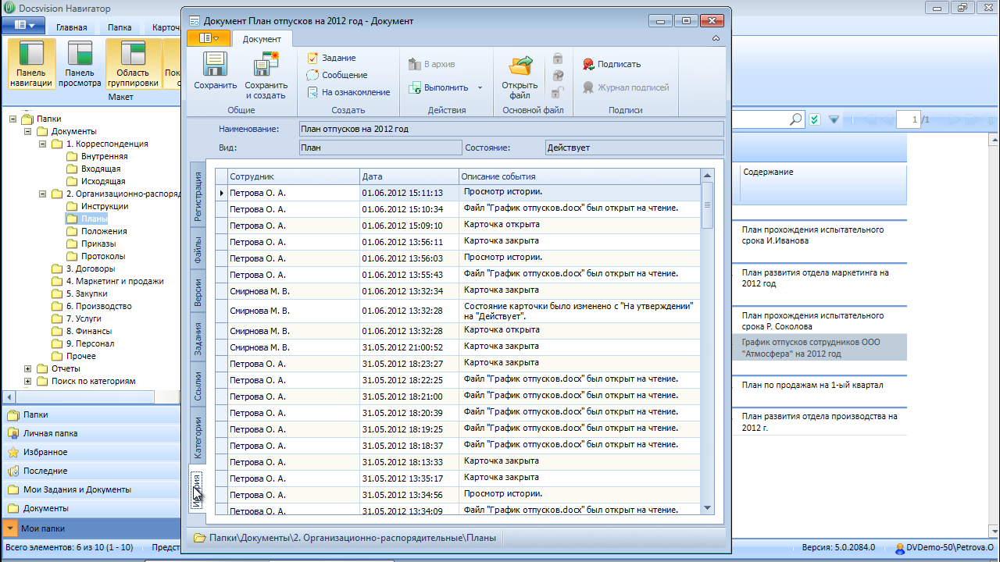 Docsvision Навигатор
Главная Папка
Панель навигации
Панель просмотра
Область группировки
Макет
Папки
Документы
1. Корреспонденция
Внутренняя
Входящая
Исходящая
Инструкции
Планы
Положения
Приказы
Протоколы
3. Договоры
4. Маркетинг и продажи
5. Закупки
6. Производство
7. Услуги
8. Финансы
9. Персонал
Прочее
Отчеты
Поиск по категориям
Папки
Личная папка
Избранное
Последние
Мои Задания и Документы
Документы
Мои папки
Всего элементов: 6 из 10 (1 - 10)
Документ План отпусков на 2012 год - Документ
Документ
Сохранить
Сохранить и создать
Общие
Задание
Сообщение
На ознакомление
Создать
В архив
Выполнить
Действия
Открыть файл
Основной файл
Подписать
Журнал подписей
Подписи
Наименование: План отпусков на 2012 год
Вид: План Состояние: Действует
Регистрация
Файлы
Версии
Задания
Ссылки
Категории
Сотрудник Дата Описание события
Петрова О. А. 01.06.2012 15:11:13 Просмотр истории.
Петрова О. А. 01.06.2012 15:10:34 Файл "График отпусков.docx" был открыт на чтение.
Петрова О. А. 01.06.2012 15:09:10 Карточка открыта
Петрова О. А. 01.06.2012 13:56:11 Карточка закрыта
Петрова О. А. 01.06.2012 13:56:03 Просмотр истории.
Петрова О. А. 01.06.2012 13:55:43 Файл "График отпусков.docx" был открыт на чтение.
Смирнова М. В. 01.06.2012 13:32:34 Карточка закрыта
Смирнова М. В. 01.06.2012 13:32:28 Состояние карточки было изменено с "На утверждении"
на "Действует".
Смирнова М. В. 01.06.2012 13:32:28 Карточка открыта
Смирнова М. В. 31.05.2012 21:00:52 Карточка закрыта
Петрова О. А. 31.05.2012 18:23:27 Карточка закрыта
Петрова О. А. 31.05.2012 18:22:25 Файл "График отпусков.docx" был открыт на чтение.
Петрова О. А. 31.05.2012 18:21:00 Файл "График отпусков.docx" был открыт на чтение.
Петрова О. А. 31.05.2012 18:20:39 Файл "График отпусков.docx" был открыт на чтение.
Петрова О. А. 31.05.2012 18:19:25 Файл "График отпусков.docx" был открыт на чтение.
Петрова О. А. 31.05.2012 18:18:37 Файл "График отпусков.docx" был открыт на чтение.
Петрова О. А. 31.05.2012 18:13:33 Карточка закрыта
Петрова О. А. 31.05.2012 13:35:17 Карточка закрыта
Петрова О. А. 31.05.2012 13:34:56 Просмотр истории.
Петрова О. А. 31.05.2012 13:34:09 Файл "График отпусков.docx" был открыт на чтение.
Папки\Документы\2. Организационно-распорядительные\Планы
1 /1
Содержание
План прохождения испытательного
срока И.Иванова
План развития отдела маркетинга на
2012 год
План прохождения испытательного
срока Р. Соколова
График отпусков сотрудников ООО
"Атмосфера" на 2012 год
План по продажам на 1-ый квартал
План развития отдела производства на
2012 г.
Версия: 5.0.2084.0 DVDemo-50\Petrova.O